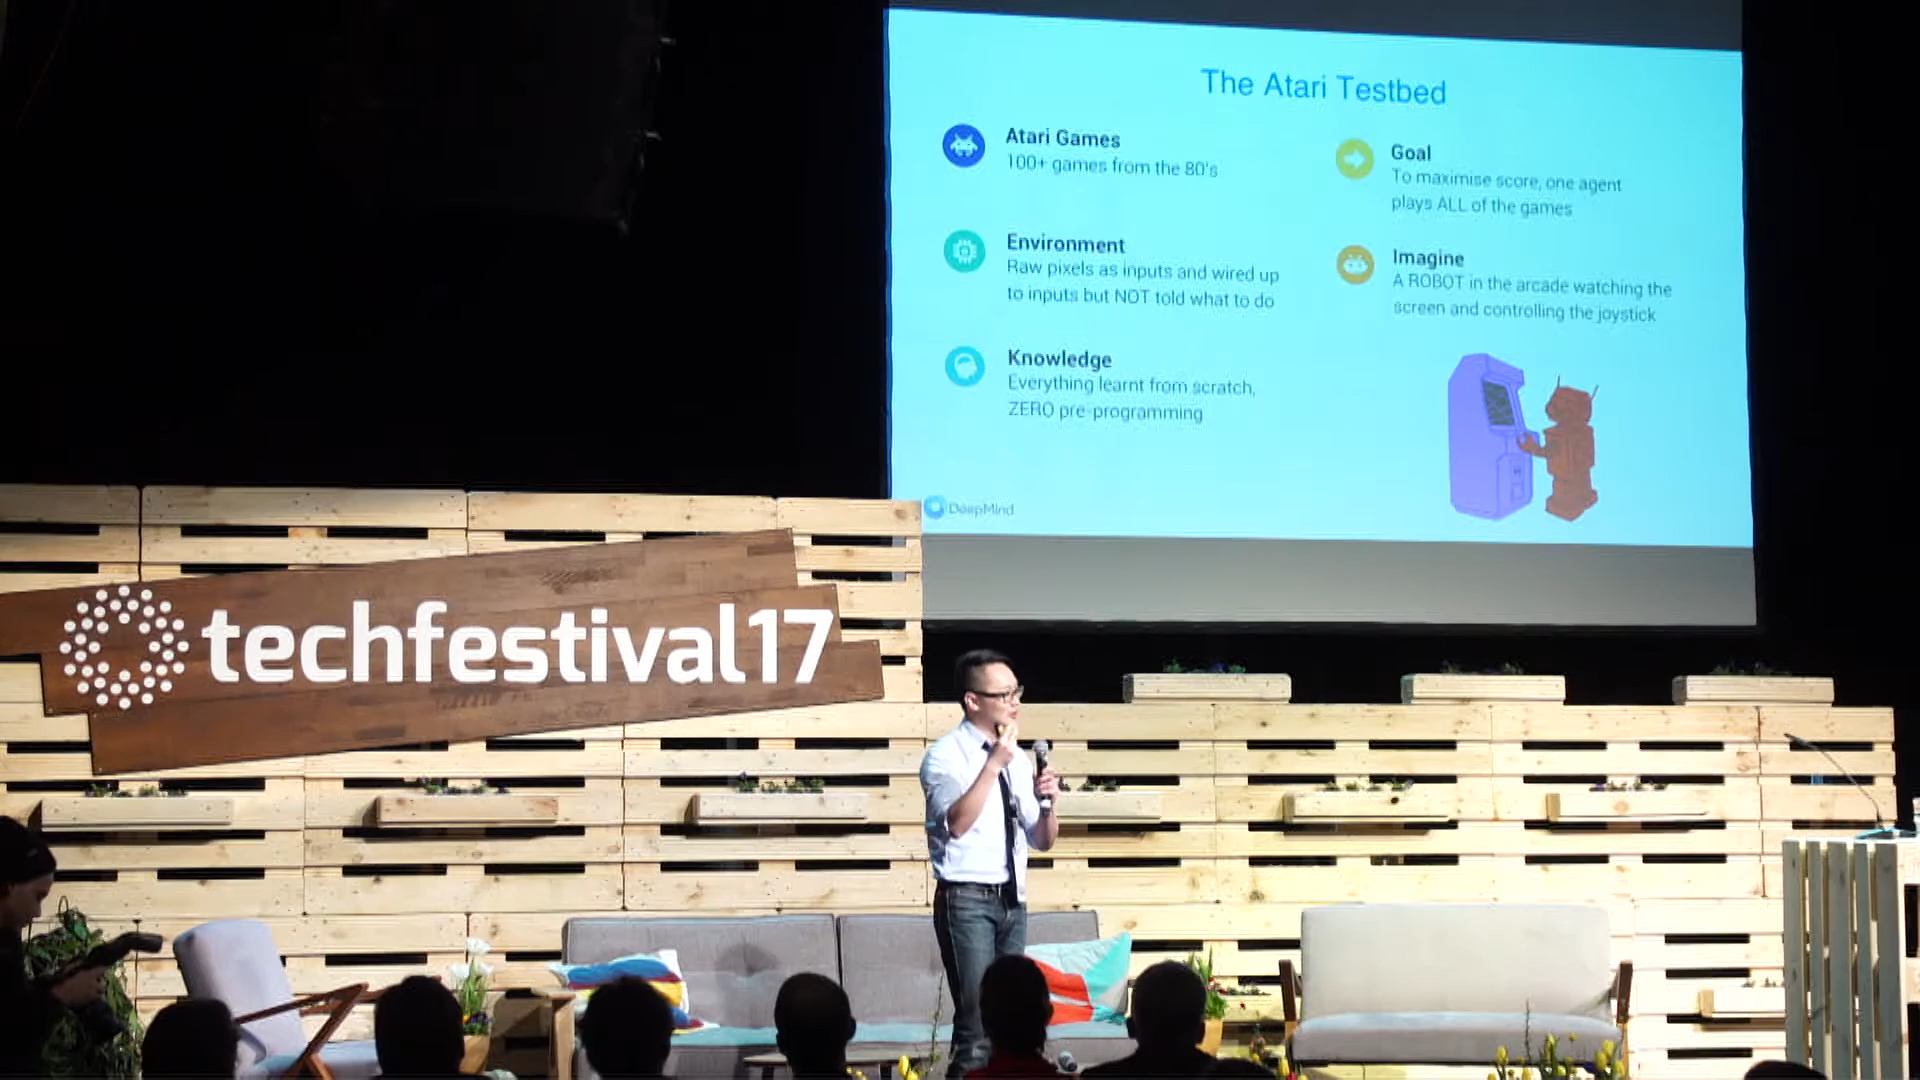 The Atari Testbed
Atari Games
100+ games from the 80's
Environment
Raw pixels as inputs and wired up
to inputs but NOT told what to do
Knowledge
Everything learnt from scratch,
ZERO pre-programming
Goal
To maximise score, one agent
plays ALL of the games
Imagine
A ROBOT in the arcade watching the
screen and controlling the joystick
DeepMind
techfestival17